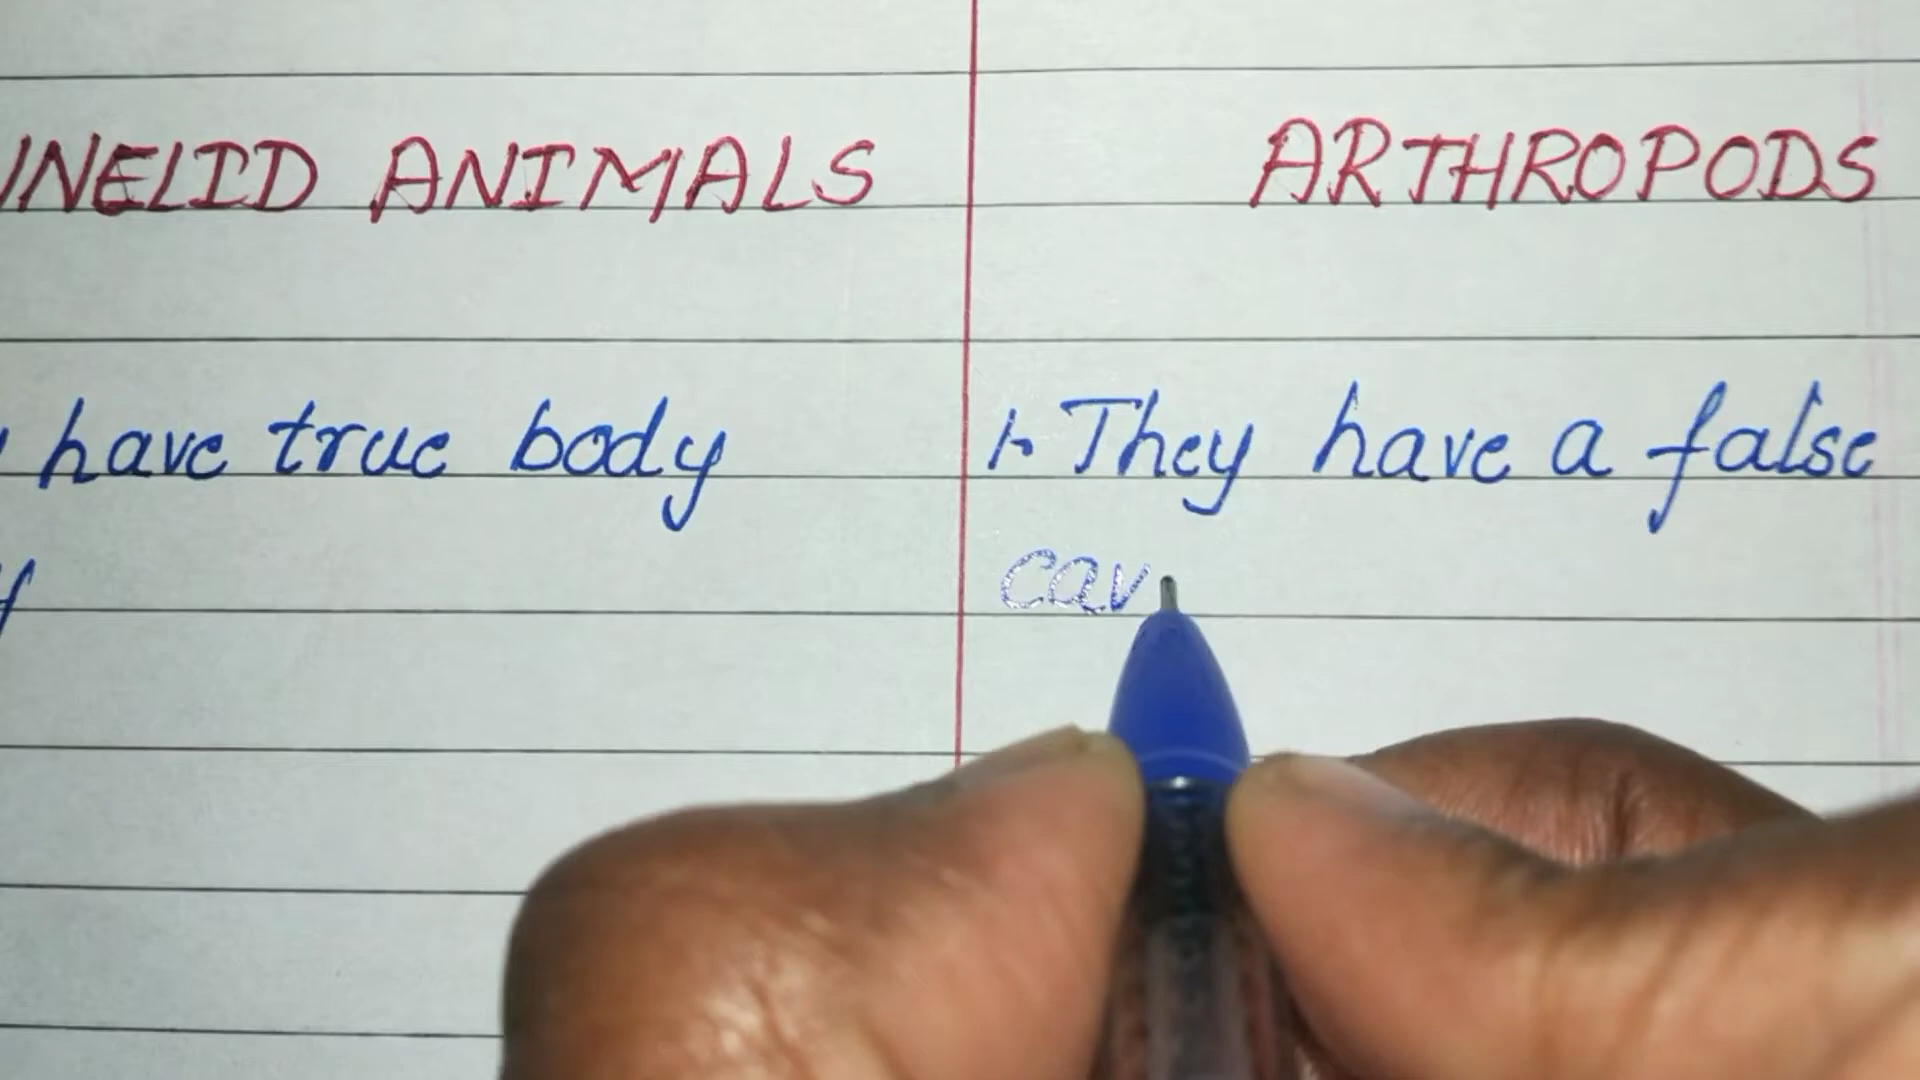 NELID ANIMALS
ARTHROPODS
have true body
1. They have a false
cav